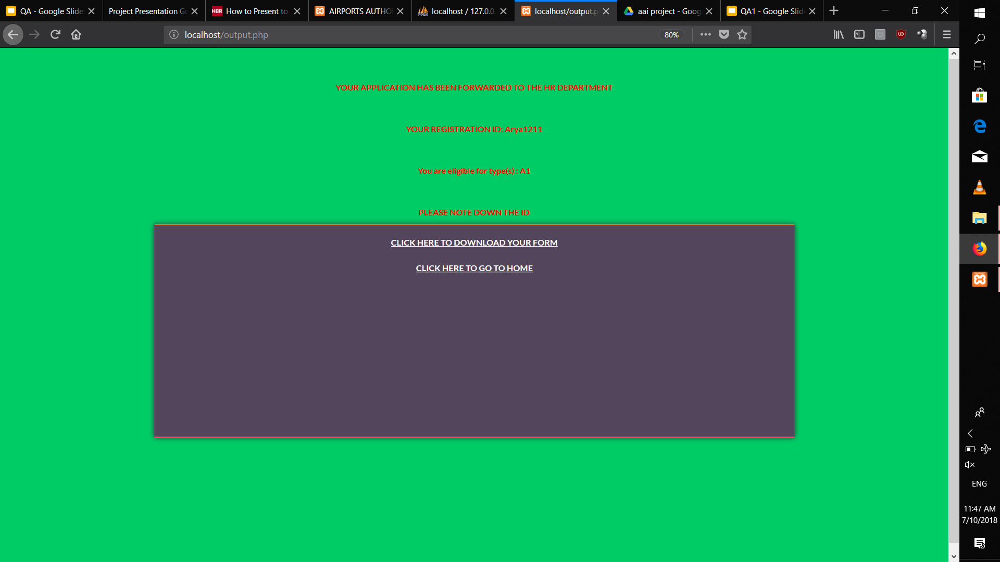 QA - Google Slide
Project Presentation Gu
HBR How to Present to
AIRPORTS AUTHO
localhost / 127.0.0.
localhost/output.p
aai project - Goog
QA1 - Google Slid
localhost/output.php
80%
YOUR APPLICATION HAS BEEN FORWARDED TO THE HR DEPARTMENT
YOUR REGISTRATION ID: Arya1211
You are eligible for type(s) : A1
PLEASE NOTE DOWN THE ID
CLICK HERE TO DOWNLOAD YOUR FORM
CLICK HERE TO GO TO HOME
ENG
11:47 AM
7/10/2018